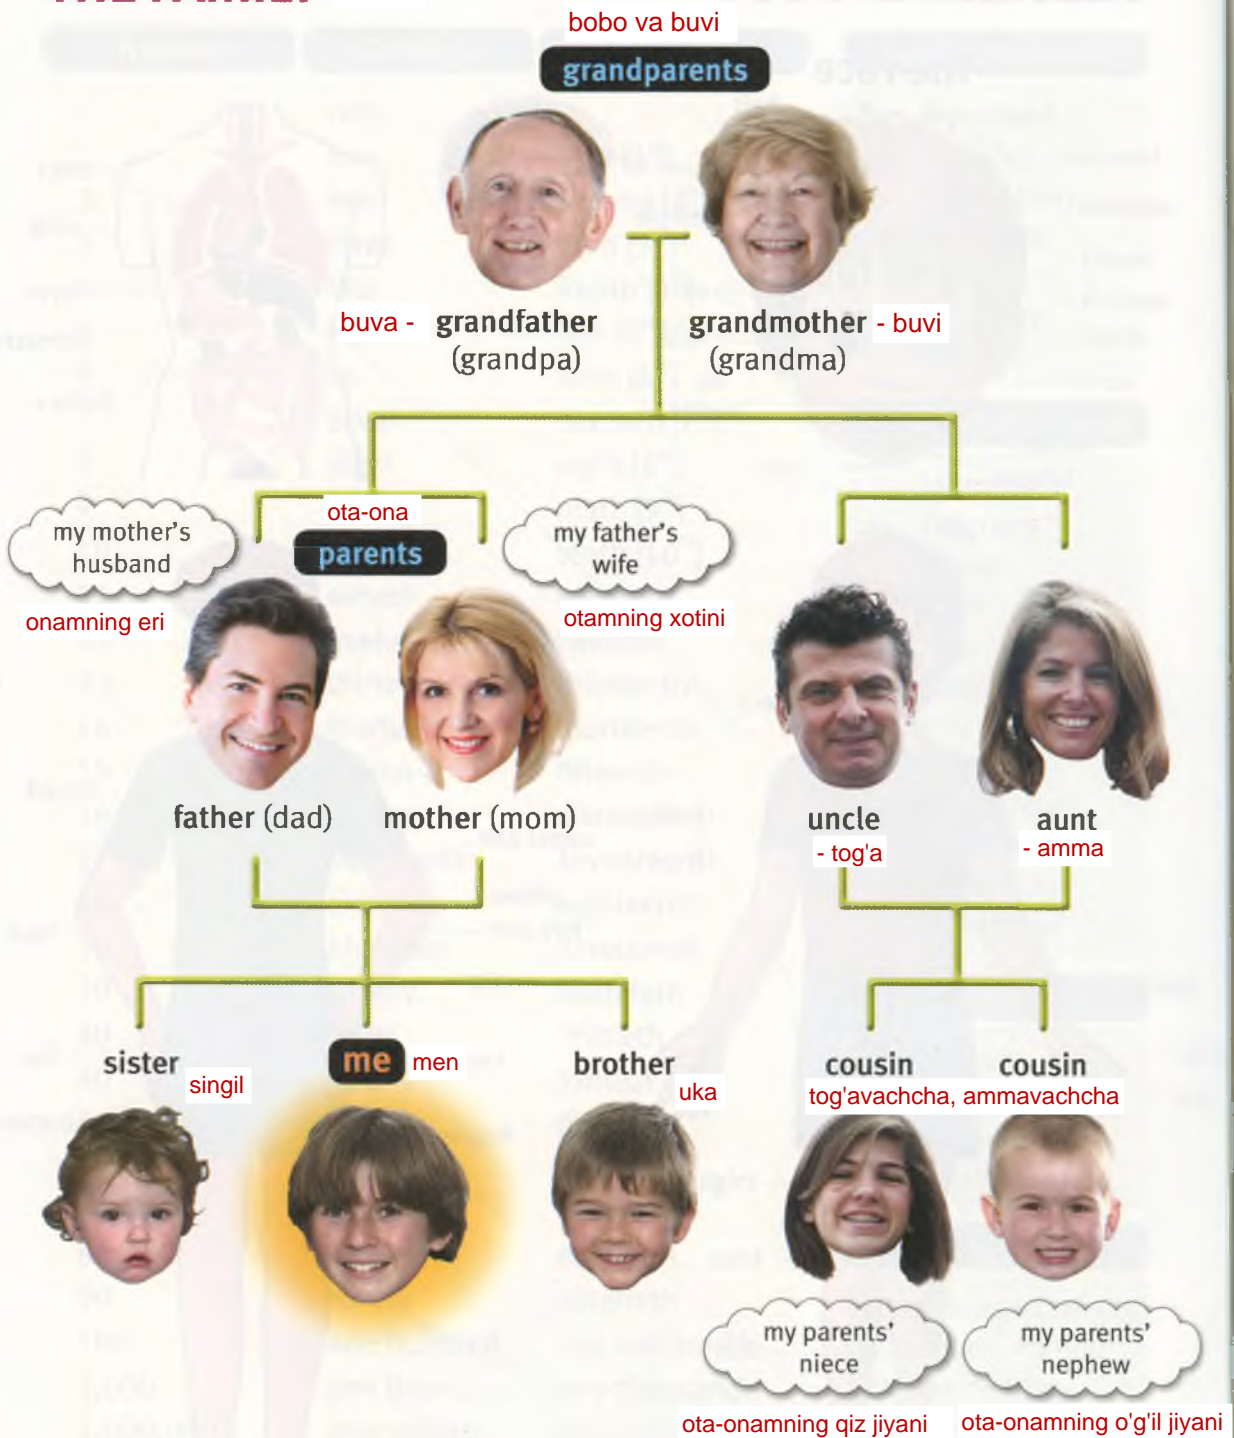 THE FAMILY
bobo va buvi
grandparents
buva - grandfather
(grandpa)
grandmother - buvi
(grandma)
my mother's
husband
onamning eri
ota-ona
parents
my father's
wife
otamning xotini
father (dad)
mother (mom)
uncle
- tog'a
aunt
- amma
sister
singil
me men
brother
uka
cousin
cousin
tog'avachcha, ammavachcha
my parents'
niece
my parents'
nephew
ota-onamning qiz jiyani
ota-onamning o'g'il jiyani